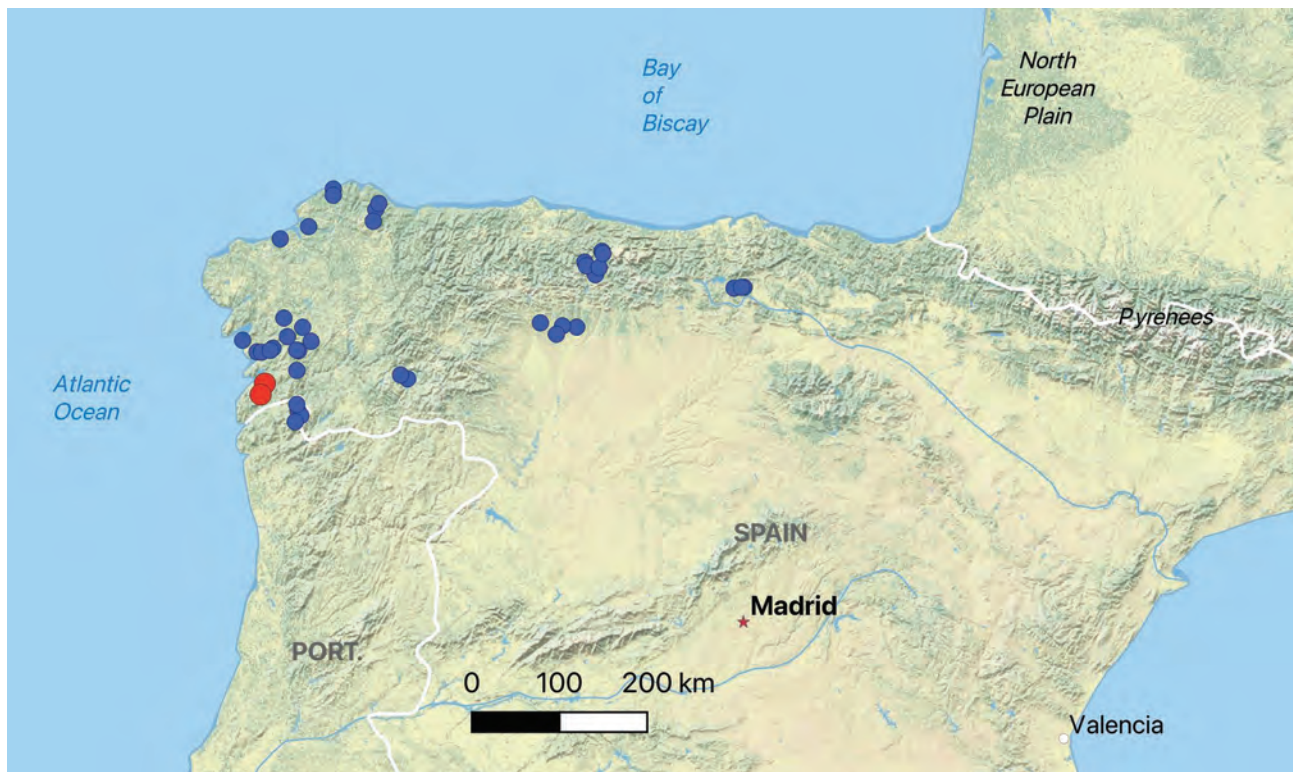 Bay
of
Biscay
North
European
Plain
Pyrenees
Atlantic
Ocean
SPAIN
Madrid
PORT.
0 100 200 km
Valencia